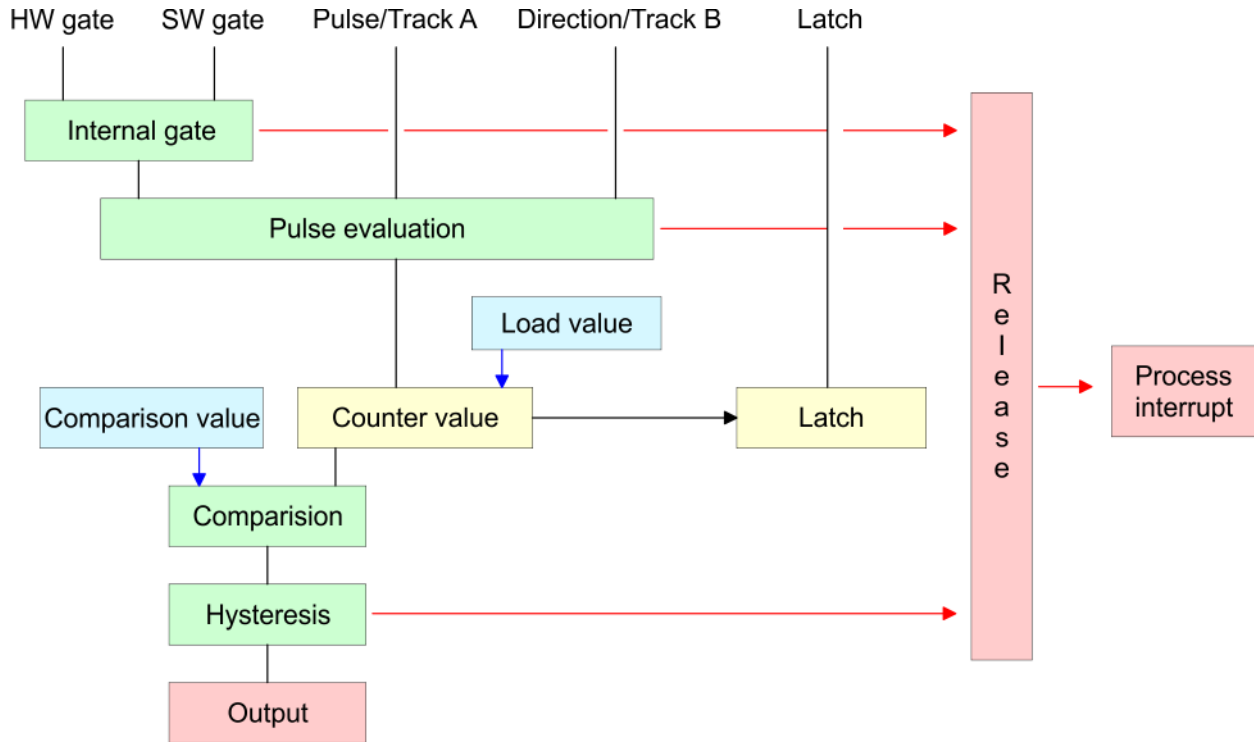 HW gate
SW gate
Pulse/Track A
Direction/Track B
Latch
Internal gate
Pulse evaluation
Load value
Comparison value
Counter value
Latch
Comparision
Hysteresis
Output
Release
Process
interrupt